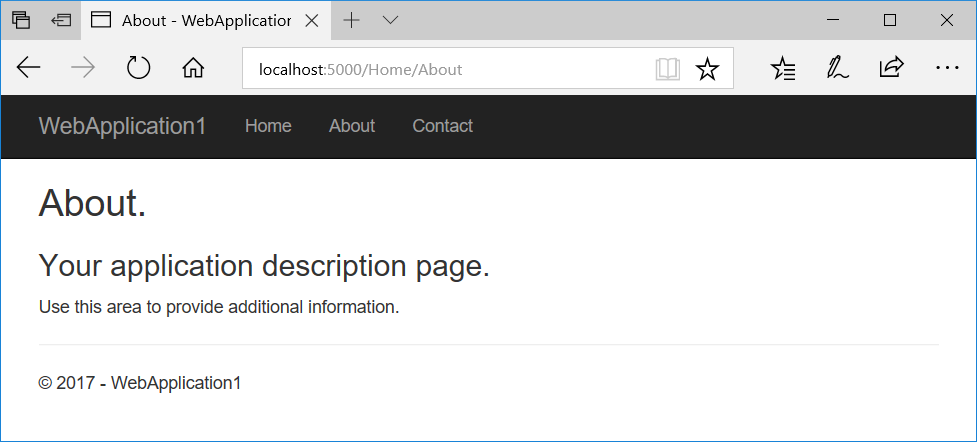 About - WebApplication
localhost:5000/Home/About
WebApplication1 Home About Contact
About.
Your application description page.
Use this area to provide additional information.
© 2017 - WebApplication1